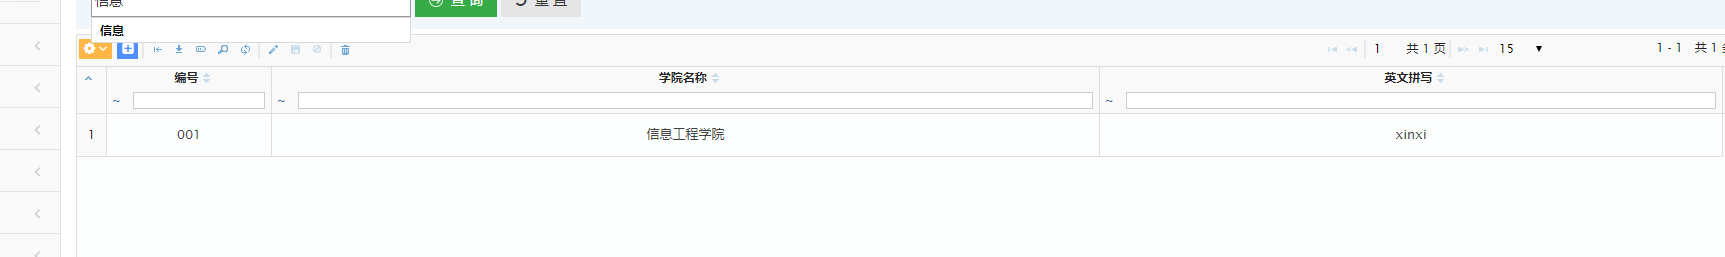 信息 查 询 重 置
信息
1 共 1 页 15 ▼ 1 - 1 共 1
编号 学院名称 英文拼写
~ ~ ~
1 001 信息工程学院 xinxi